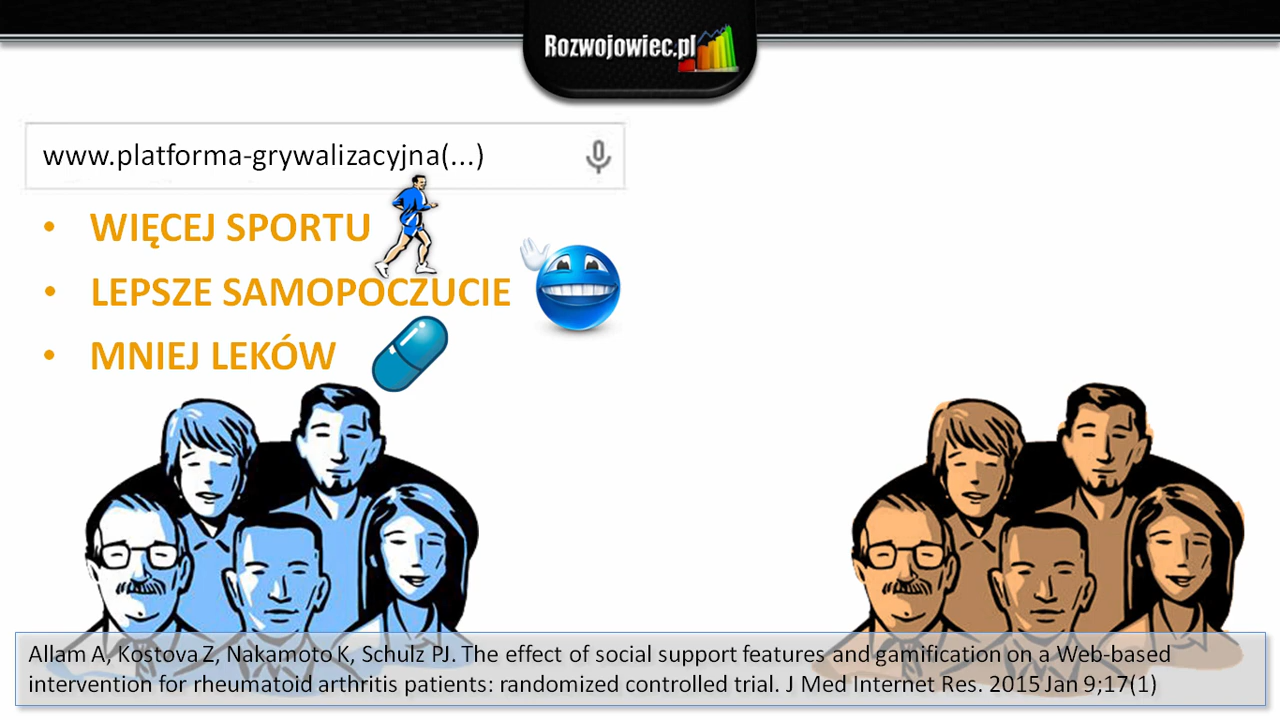 Rozwojowiec.pl
www.platforma-grywalizacyjna(...)
• WIĘCEJ SPORTU
• LEPSZE SAMOPOCZUCIE
• MNIEJ LEKÓW
Allam A, Kostova Z, Nakamoto K, Schulz PJ. The effect of social support features and gamification on a Web-based
intervention for rheumatoid arthritis patients: randomized controlled trial. J Med Internet Res. 2015 Jan 9;17(1)